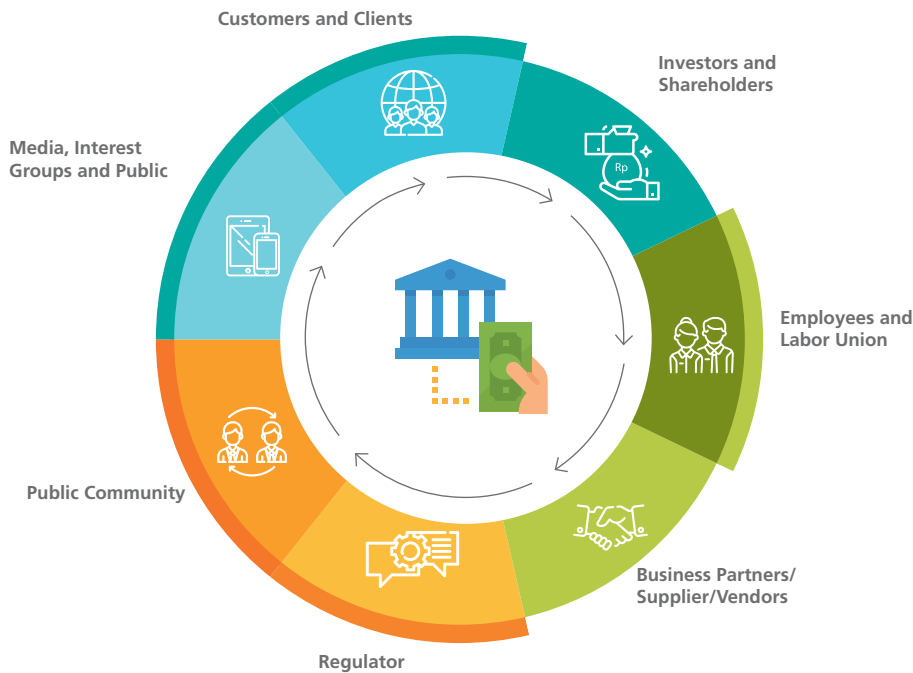 Customers and Clients
Investors and
Shareholders
Rp
Media, Interest
Groups and Public
Employees and
Labor Union
Public Community
Business Partners/
Supplier/Vendors
Regulator